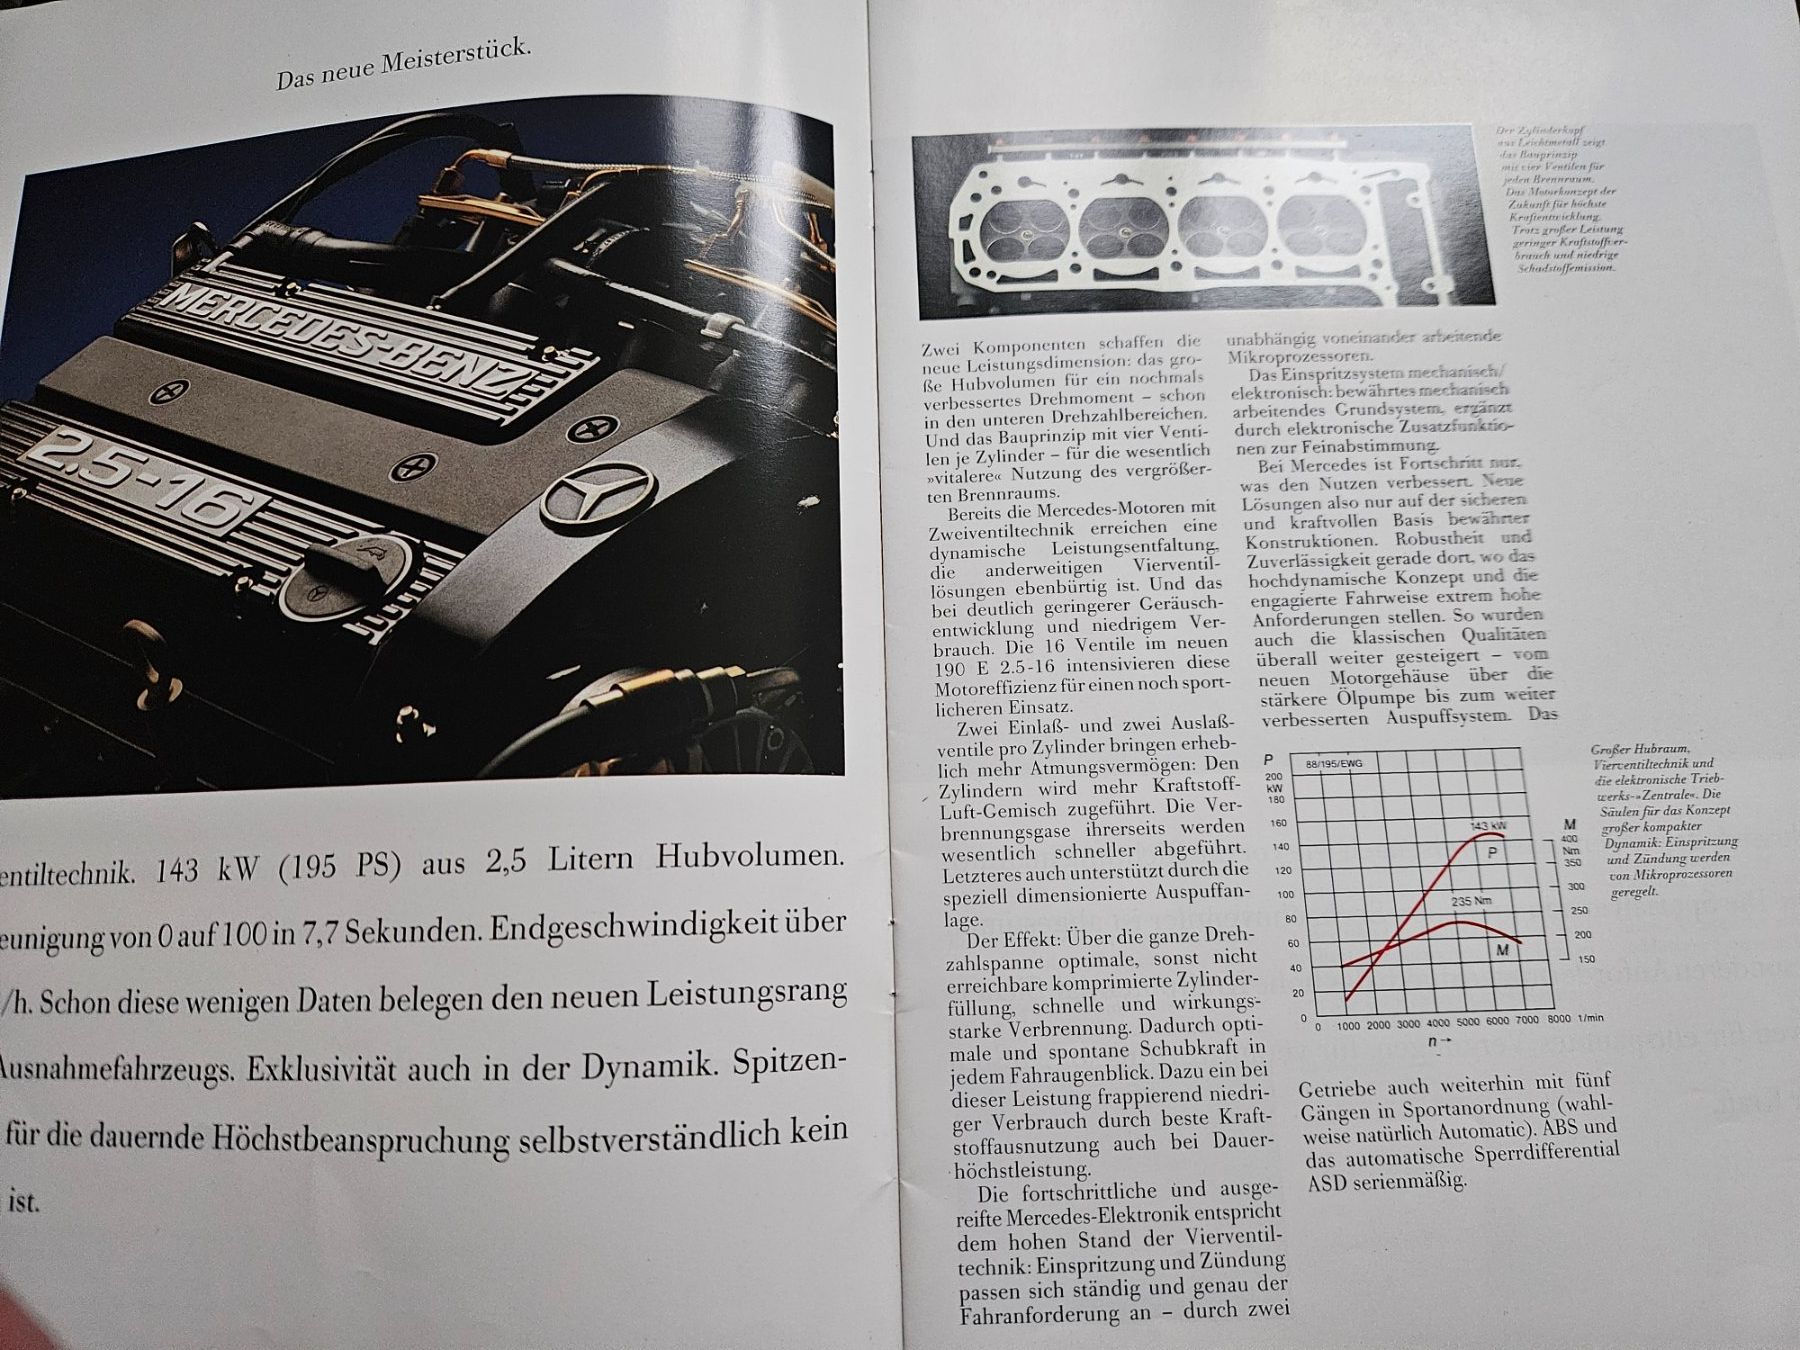 Das neue Meisterstück.
MERCEDES-BENZ
2.5-16
entiltechnik. 143 kW (195 PS) aus 2,5 Litern Hubvolumen.
eunigung von 0 auf 100 in 7,7 Sekunden. Endgeschwindigkeit über
/h. Schon diese wenigen Daten belegen den neuen Leistungsrang
Ausnahmefahrzeugs. Exklusivität auch in der Dynamik. Spitzen-
für die dauernde Höchstbeanspruchung selbstverständlich kein
ist.
Der Zylinderkopf
aus Leichtmetall zeigt
das Bauprinzip
mit vier Ventilen für
jeden Brennraum.
Das Motorkonzept der
Zukunft für höchste
Kraftentwicklung.
Trotz großer Leistung
geringer Kraftstoffver-
brauch und niedrige
Schadstoffemission.
Zwei Komponenten schaffen die
neue Leistungsdimension: das gro-
ße Hubvolumen für ein nochmals
verbessertes Drehmoment – schon
in den unteren Drehzahlbereichen.
Und das Bauprinzip mit vier Venti-
len je Zylinder – für die wesentlich
»vitalere« Nutzung des vergrößer-
ten Brennraums.
Bereits die Mercedes-Motoren mit
Zweiventiltechnik erreichen eine
dynamische Leistungsentfaltung,
die anderweitigen Vierventil-
lösungen ebenbürtig ist. Und das
bei deutlich geringerer Geräusch-
entwicklung und niedrigem Ver-
brauch. Die 16 Ventile im neuen
190 E 2.5-16 intensivieren diese
Motoreffizienz für einen noch sport-
licheren Einsatz.
Zwei Einlaß- und zwei Auslaß-
ventile pro Zylinder bringen erheb-
lich mehr Atmungsvermögen: Den
Zylindern wird mehr Kraftstoff-
Luft-Gemisch zugeführt. Die Ver-
brennungsgase ihrerseits werden
wesentlich schneller abgeführt.
Letzteres auch unterstützt durch die
speziell dimensionierte Auspuffan-
lage.
Der Effekt: Über die ganze Dreh-
zahlspanne optimale, sonst nicht
erreichbare komprimierte Zylinder-
füllung, schnelle und wirkungs-
starke Verbrennung. Dadurch opti-
male und spontane Schubkraft in
jedem Fahraugenblick. Dazu ein bei
dieser Leistung frappierend niedri-
ger Verbrauch durch beste Kraft-
stoffausnutzung auch bei Dauer-
höchstleistung.
Die fortschrittliche und ausge-
reifte Mercedes-Elektronik entspricht
dem hohen Stand der Vierventil-
technik: Einspritzung und Zündung
passen sich ständig und genau der
Fahranforderung an – durch zwei
unabhängig voneinander arbeitende
Mikroprozessoren.
Das Einspritzsystem mechanisch/
elektronisch: bewährtes mechanisch
arbeitendes Grundsystem, ergänzt
durch elektronische Zusatzfunktio-
nen zur Feinabstimmung.
Bei Mercedes ist Fortschritt nur,
was den Nutzen verbessert. Neue
Lösungen also nur auf der sicheren
und kraftvollen Basis bewährter
Konstruktionen. Robustheit und
Zuverlässigkeit gerade dort, wo das
hochdynamische Konzept und die
engagierte Fahrweise extrem hohe
Anforderungen stellen. So wurden
auch die klassischen Qualitäten
überall weiter gesteigert – vom
neuen Motorgehäuse über die
stärkere Ölpumpe bis zum weiter
verbesserten Auspuffsystem. Das
P
200
kW
180
160
140
120
100
80
60
40
20
0
88/195/EWG
143 kW
P
235 Nm
M
M
400
Nm
350
300
250
200
150
0 1000 2000 3000 4000 5000 6000 7000 8000 1/min
n→
Großer Hubraum,
Vierventiltechnik und
die elektronische Trieb-
werks-»Zentrale«. Die
Säulen für das Konzept
großer kompakter
Dynamik: Einspritzung
und Zündung werden
von Mikroprozessoren
geregelt.
Getriebe auch weiterhin mit fünf
Gängen in Sportanordnung (wahl-
weise natürlich Automatic). ABS und
das automatische Sperrdifferential
ASD serienmäßig.